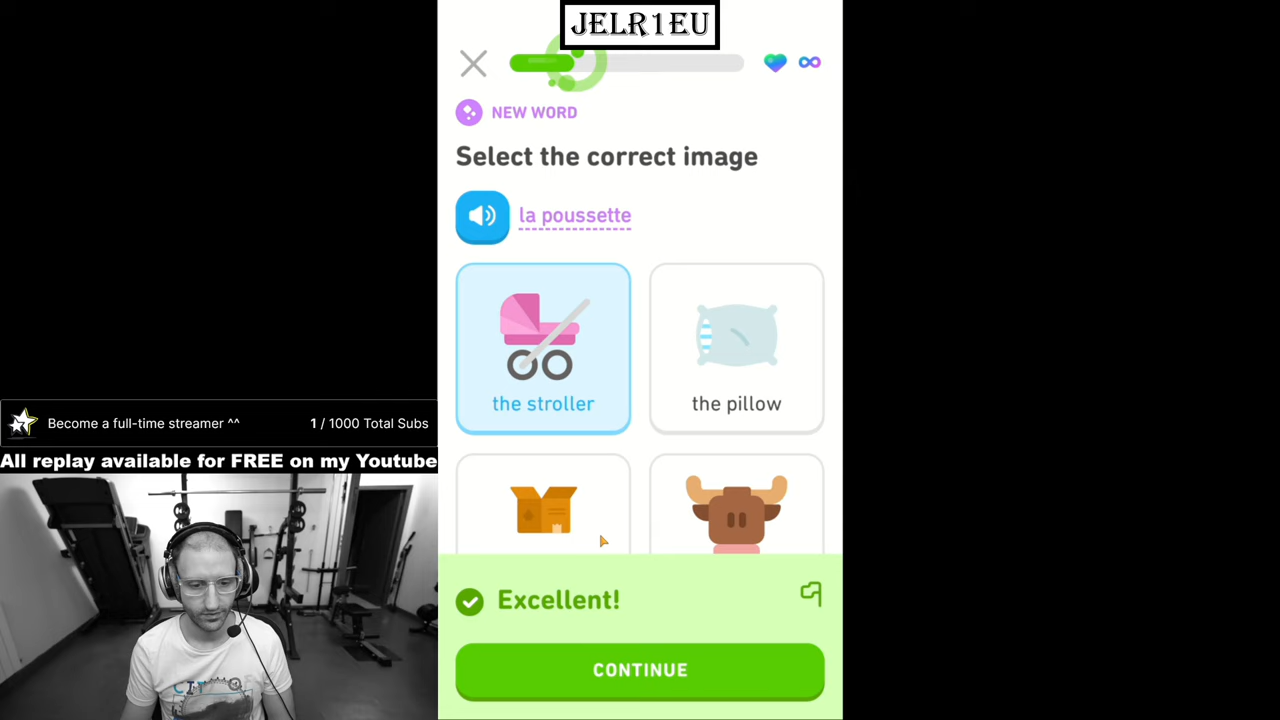 JELR1EU
NEW WORD
Select the correct image
la poussette
the stroller
the pillow
Become a full-time streamer ^^ 1 / 1000 Total Subs
All replay available for FREE on my Youtube
Excellent!
CONTINUE